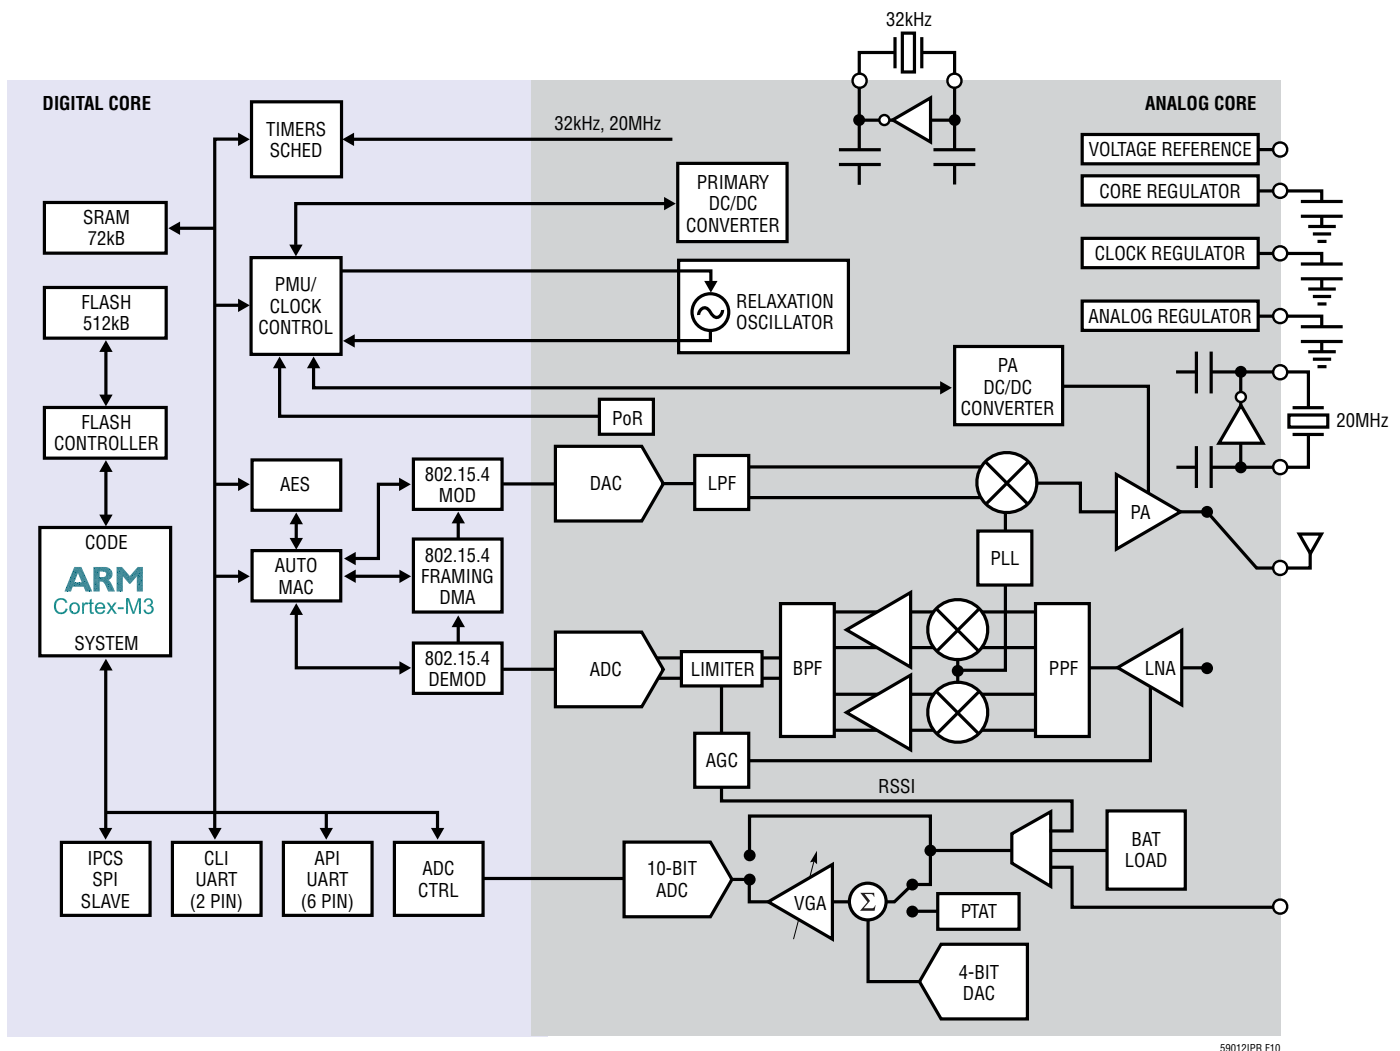 32kHz
DIGITAL CORE
ANALOG CORE
TIMERS
SCHED
32kHz, 20MHz
VOLTAGE REFERENCE
PRIMARY
DC/DC
CONVERTER
CORE REGULATOR
SRAM
72kB
CLOCK REGULATOR
PMU/
CLOCK
CONTROL
FLASH
512kB
RELAXATION
OSCILLATOR
ANALOG REGULATOR
PA
DC/DC
CONVERTER
PoR
20MHz
FLASH
CONTROLLER
AES
802.15.4
MOD
DAC
LPF
PA
CODE
ARM
Cortex-M3
SYSTEM
AUTO
MAC
802.15.4
FRAMING
DMA
PLL
802.15.4
DEMOD
ADC
LIMITER
BPF
PPF
LNA
AGC
RSSI
IPCS
SPI
SLAVE
CLI
UART
(2 PIN)
API
UART
(6 PIN)
ADC
CTRL
10-BIT
ADC
VGA
Σ
BAT
LOAD
PTAT
4-BIT
DAC
59012IPR F10